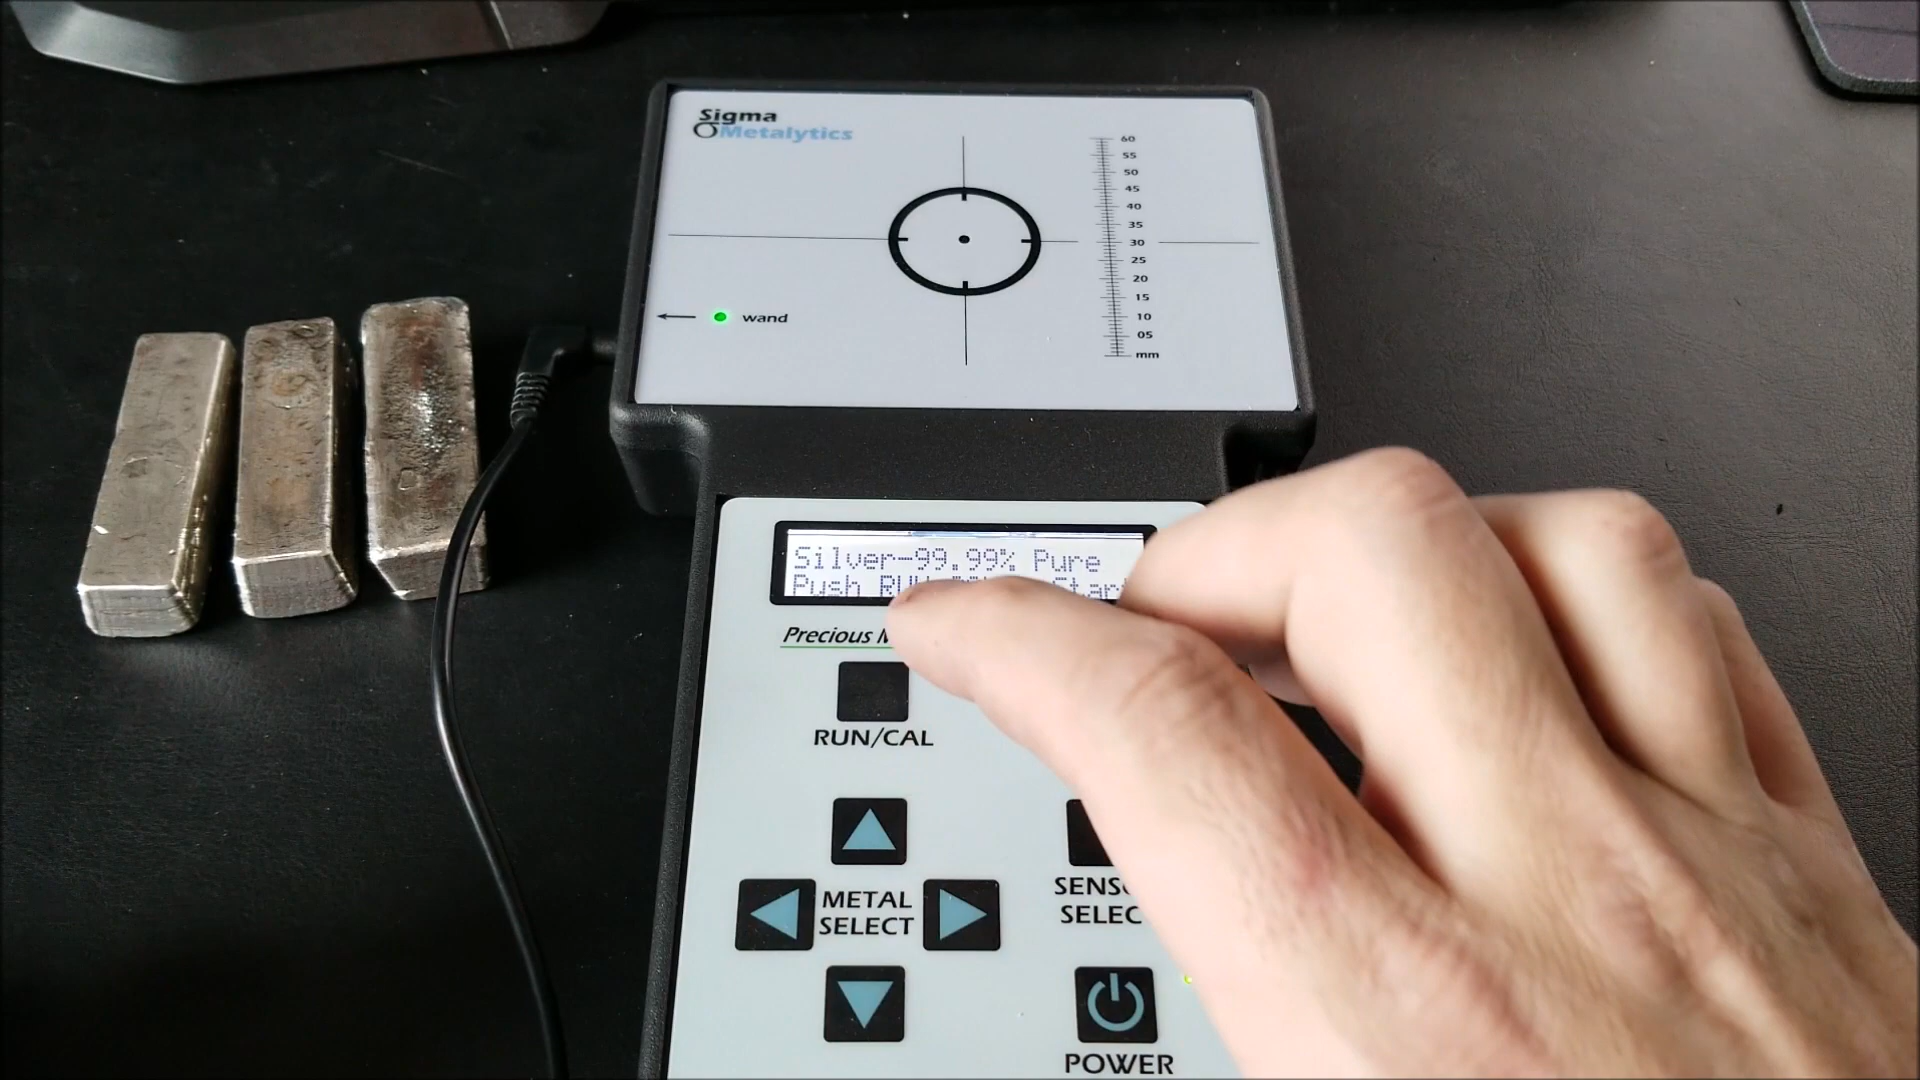 Sigma
Metalytics
60
55
50
45
40
35
30
25
20
15
10
05
mm
wand
Silver-99.99% Pure
Push
Precious
RUN/CAL
METAL
SELECT
POWER